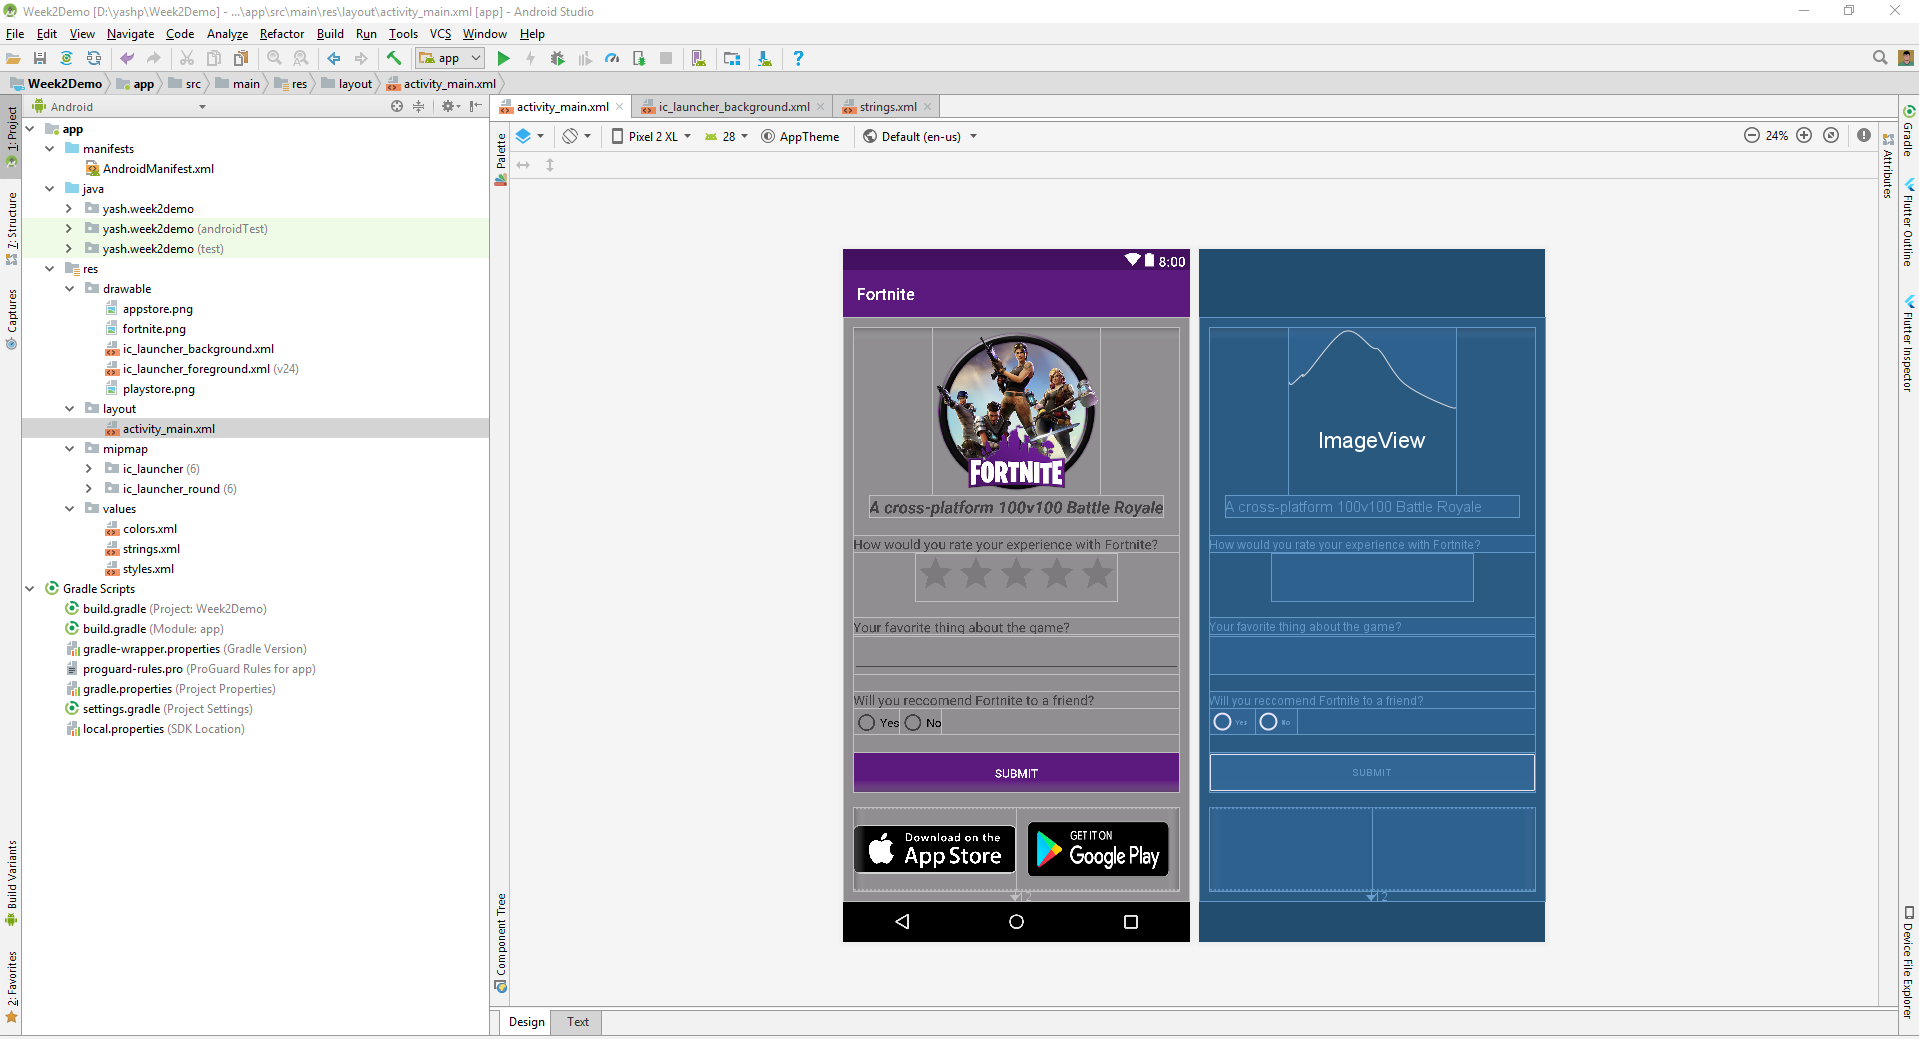 Week2Demo [D:\yashp\Week2Demo] - ...\app\src\main\res\layout\activity_main.xml [app] - Android Studio
File Edit View Navigate Code Analyze Refactor Build Run Tools VCS Window Help
app
Week2Demo app src main res layout activity_main.xml
Android
activity_main.xml ic_launcher_background.xml strings.xml
1: Project
7: Structure
Captures
Build Variants
2: Favorites
app
manifests
AndroidManifest.xml
java
yash.week2demo
yash.week2demo (androidTest)
yash.week2demo (test)
res
drawable
appstore.png
fortnite.png
ic_launcher_background.xml
ic_launcher_foreground.xml (v24)
playstore.png
layout
activity_main.xml
mipmap
ic_launcher (6)
ic_launcher_round (6)
values
colors.xml
strings.xml
styles.xml
Gradle Scripts
build.gradle (Project: Week2Demo)
build.gradle (Module: app)
gradle-wrapper.properties (Gradle Version)
proguard-rules.pro (ProGuard Rules for app)
gradle.properties (Project Properties)
settings.gradle (Project Settings)
local.properties (SDK Location)
Palette
Component Tree
Pixel 2 XL 28 AppTheme Default (en-us) 24%
8:00
Fortnite
FORTNITE
A cross-platform 100v100 Battle Royale
How would you rate your experience with Fortnite?
Your favorite thing about the game?
Will you reccomend Fortnite to a friend?
Yes No
SUBMIT
Download on the
App Store
GET IT ON
Google Play
12
ImageView
A cross-platform 100v100 Battle Royale
How would you rate your experience with Fortnite?
Your favorite thing about the game?
Will you reccomend Fortnite to a friend?
Yes No
SUBMIT
12
Design Text
Attributes
Gradle
Flutter Outline
Flutter Inspector
Device File Explorer